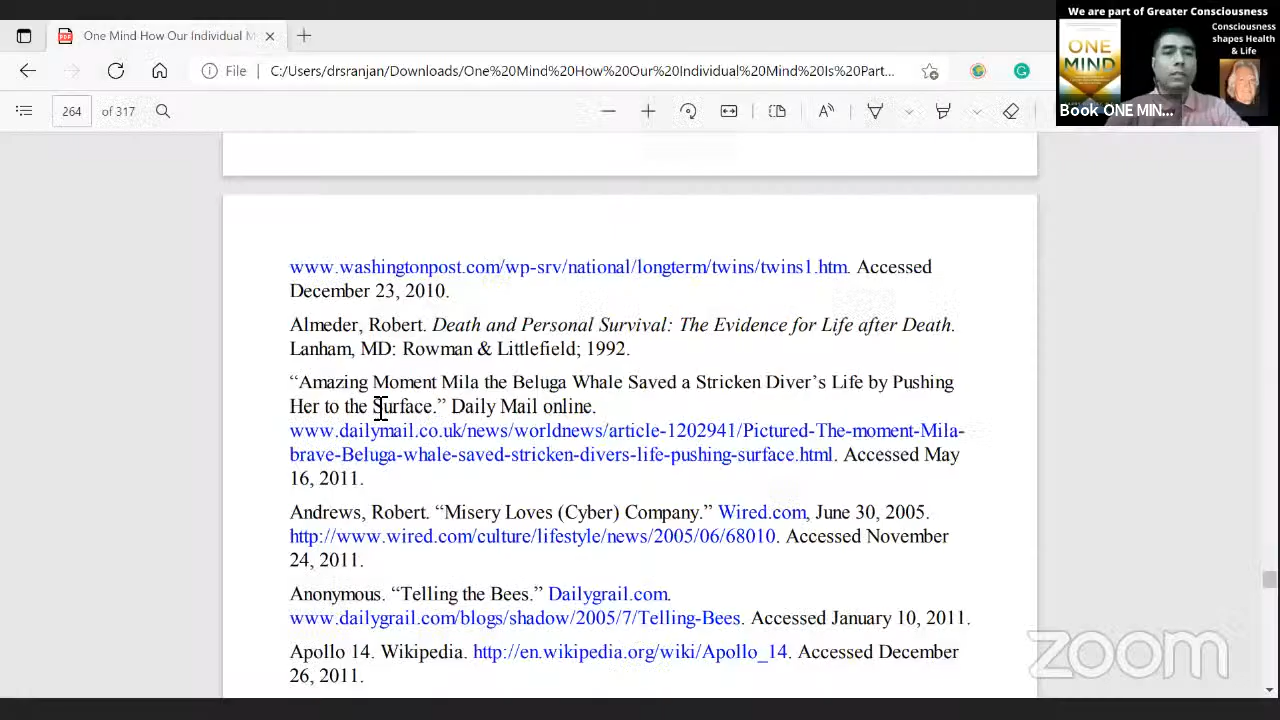 We are part of Greater Consciousness
One Mind How Our Individual M
ONE
MIND
Consciousness
shapes Health
& Life
Book ONE MIN...
File
C:/Users/drsranjan/Downloads/One%20Mind%20How%20Our%20Individual%20Mind%20Is%20Part...
264
of 317
www.washingtonpost.com/wp-srv/national/longterm/twins/twins1.htm. Accessed
December 23, 2010.
Almeder, Robert. Death and Personal Survival: The Evidence for Life after Death.
Lanham, MD: Rowman & Littlefield; 1992.
“Amazing Moment Mila the Beluga Whale Saved a Stricken Diver’s Life by Pushing
Her to the Surface.” Daily Mail online.
www.dailymail.co.uk/news/worldnews/article-1202941/Pictured-The-moment-Mila-
brave-Beluga-whale-saved-stricken-divers-life-pushing-surface.html. Accessed May
16, 2011.
Andrews, Robert. “Misery Loves (Cyber) Company.” Wired.com, June 30, 2005.
http://www.wired.com/culture/lifestyle/news/2005/06/68010. Accessed November
24, 2011.
Anonymous. “Telling the Bees.” Dailygrail.com.
www.dailygrail.com/blogs/shadow/2005/7/Telling-Bees. Accessed January 10, 2011.
Apollo 14. Wikipedia. http://en.wikipedia.org/wiki/Apollo_14. Accessed December
26, 2011.
zoom